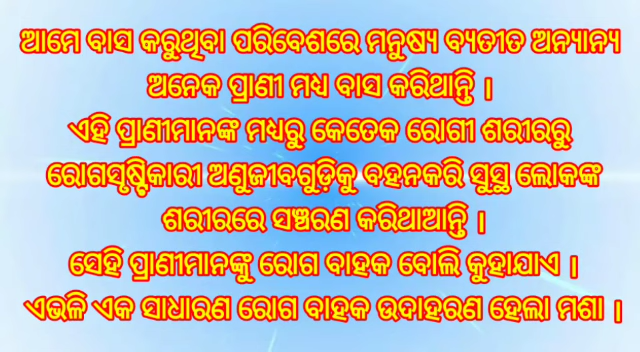 ଆମେ ବାସ କରୁଥିବା ପରିବେଶରେ ମନୁଷ୍ୟ ବ୍ୟତୀତ ଅନ୍ୟାନ୍ୟ
ଅନେକ ପ୍ରାଣୀ ମଧ୍ୟ ବାସ କରିଥାନ୍ତି ।
ଏହି ପ୍ରାଣୀମାନଙ୍କ ମଧ୍ୟରୁ କେତେକ ରୋଗୀ ଶରୀରରୁ
ରୋଗସୃଷ୍ଟିକାରୀ ଅଣୁଜୀବଗୁଡ଼ିକୁ ବହନକରି ସୁସ୍ଥ ଲୋକଙ୍କ
ଶରୀରରେ ସଞ୍ଚରଣ କରିଥାଆନ୍ତି ।
ସେହି ପ୍ରାଣୀମାନଙ୍କୁ ରୋଗ ବାହକ ବୋଲି କୁହାଯାଏ ।
ଏଭଳି ଏକ ସାଧାରଣ ରୋଗ ବାହକ ଉଦାହରଣ ହେଲା ମଶା ।